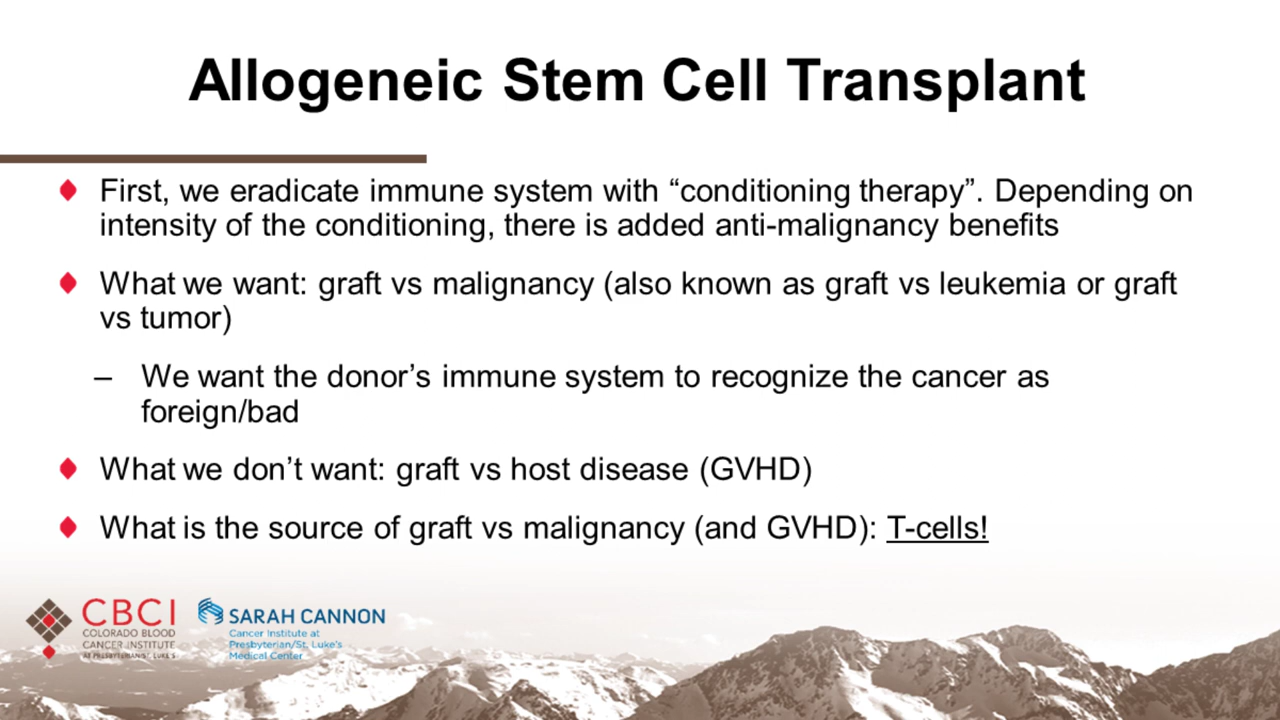 Allogeneic Stem Cell Transplant
First, we eradicate immune system with “conditioning therapy”. Depending on
intensity of the conditioning, there is added anti-malignancy benefits
What we want: graft vs malignancy (also known as graft vs leukemia or graft
vs tumor)
– We want the donor’s immune system to recognize the cancer as
foreign/bad
What we don’t want: graft vs host disease (GVHD)
What is the source of graft vs malignancy (and GVHD): T-cells!
CBCI
COLORADO BLOOD
CANCER INSTITUTE
AT PRESBYTERIAN/ST. LUKE'S
SARAH CANNON
Cancer Institute at
Presbyterian/St. Luke's
Medical Center